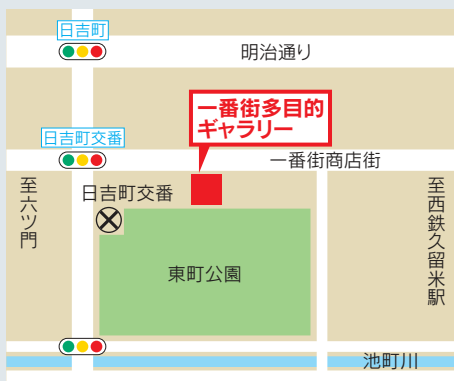 日吉町
明治通り
一番街多目的
ギャラリー
日吉町交番
一番街商店街
日吉町交番
至六ツ門
至西鉄久留米駅
東町公園
池町川